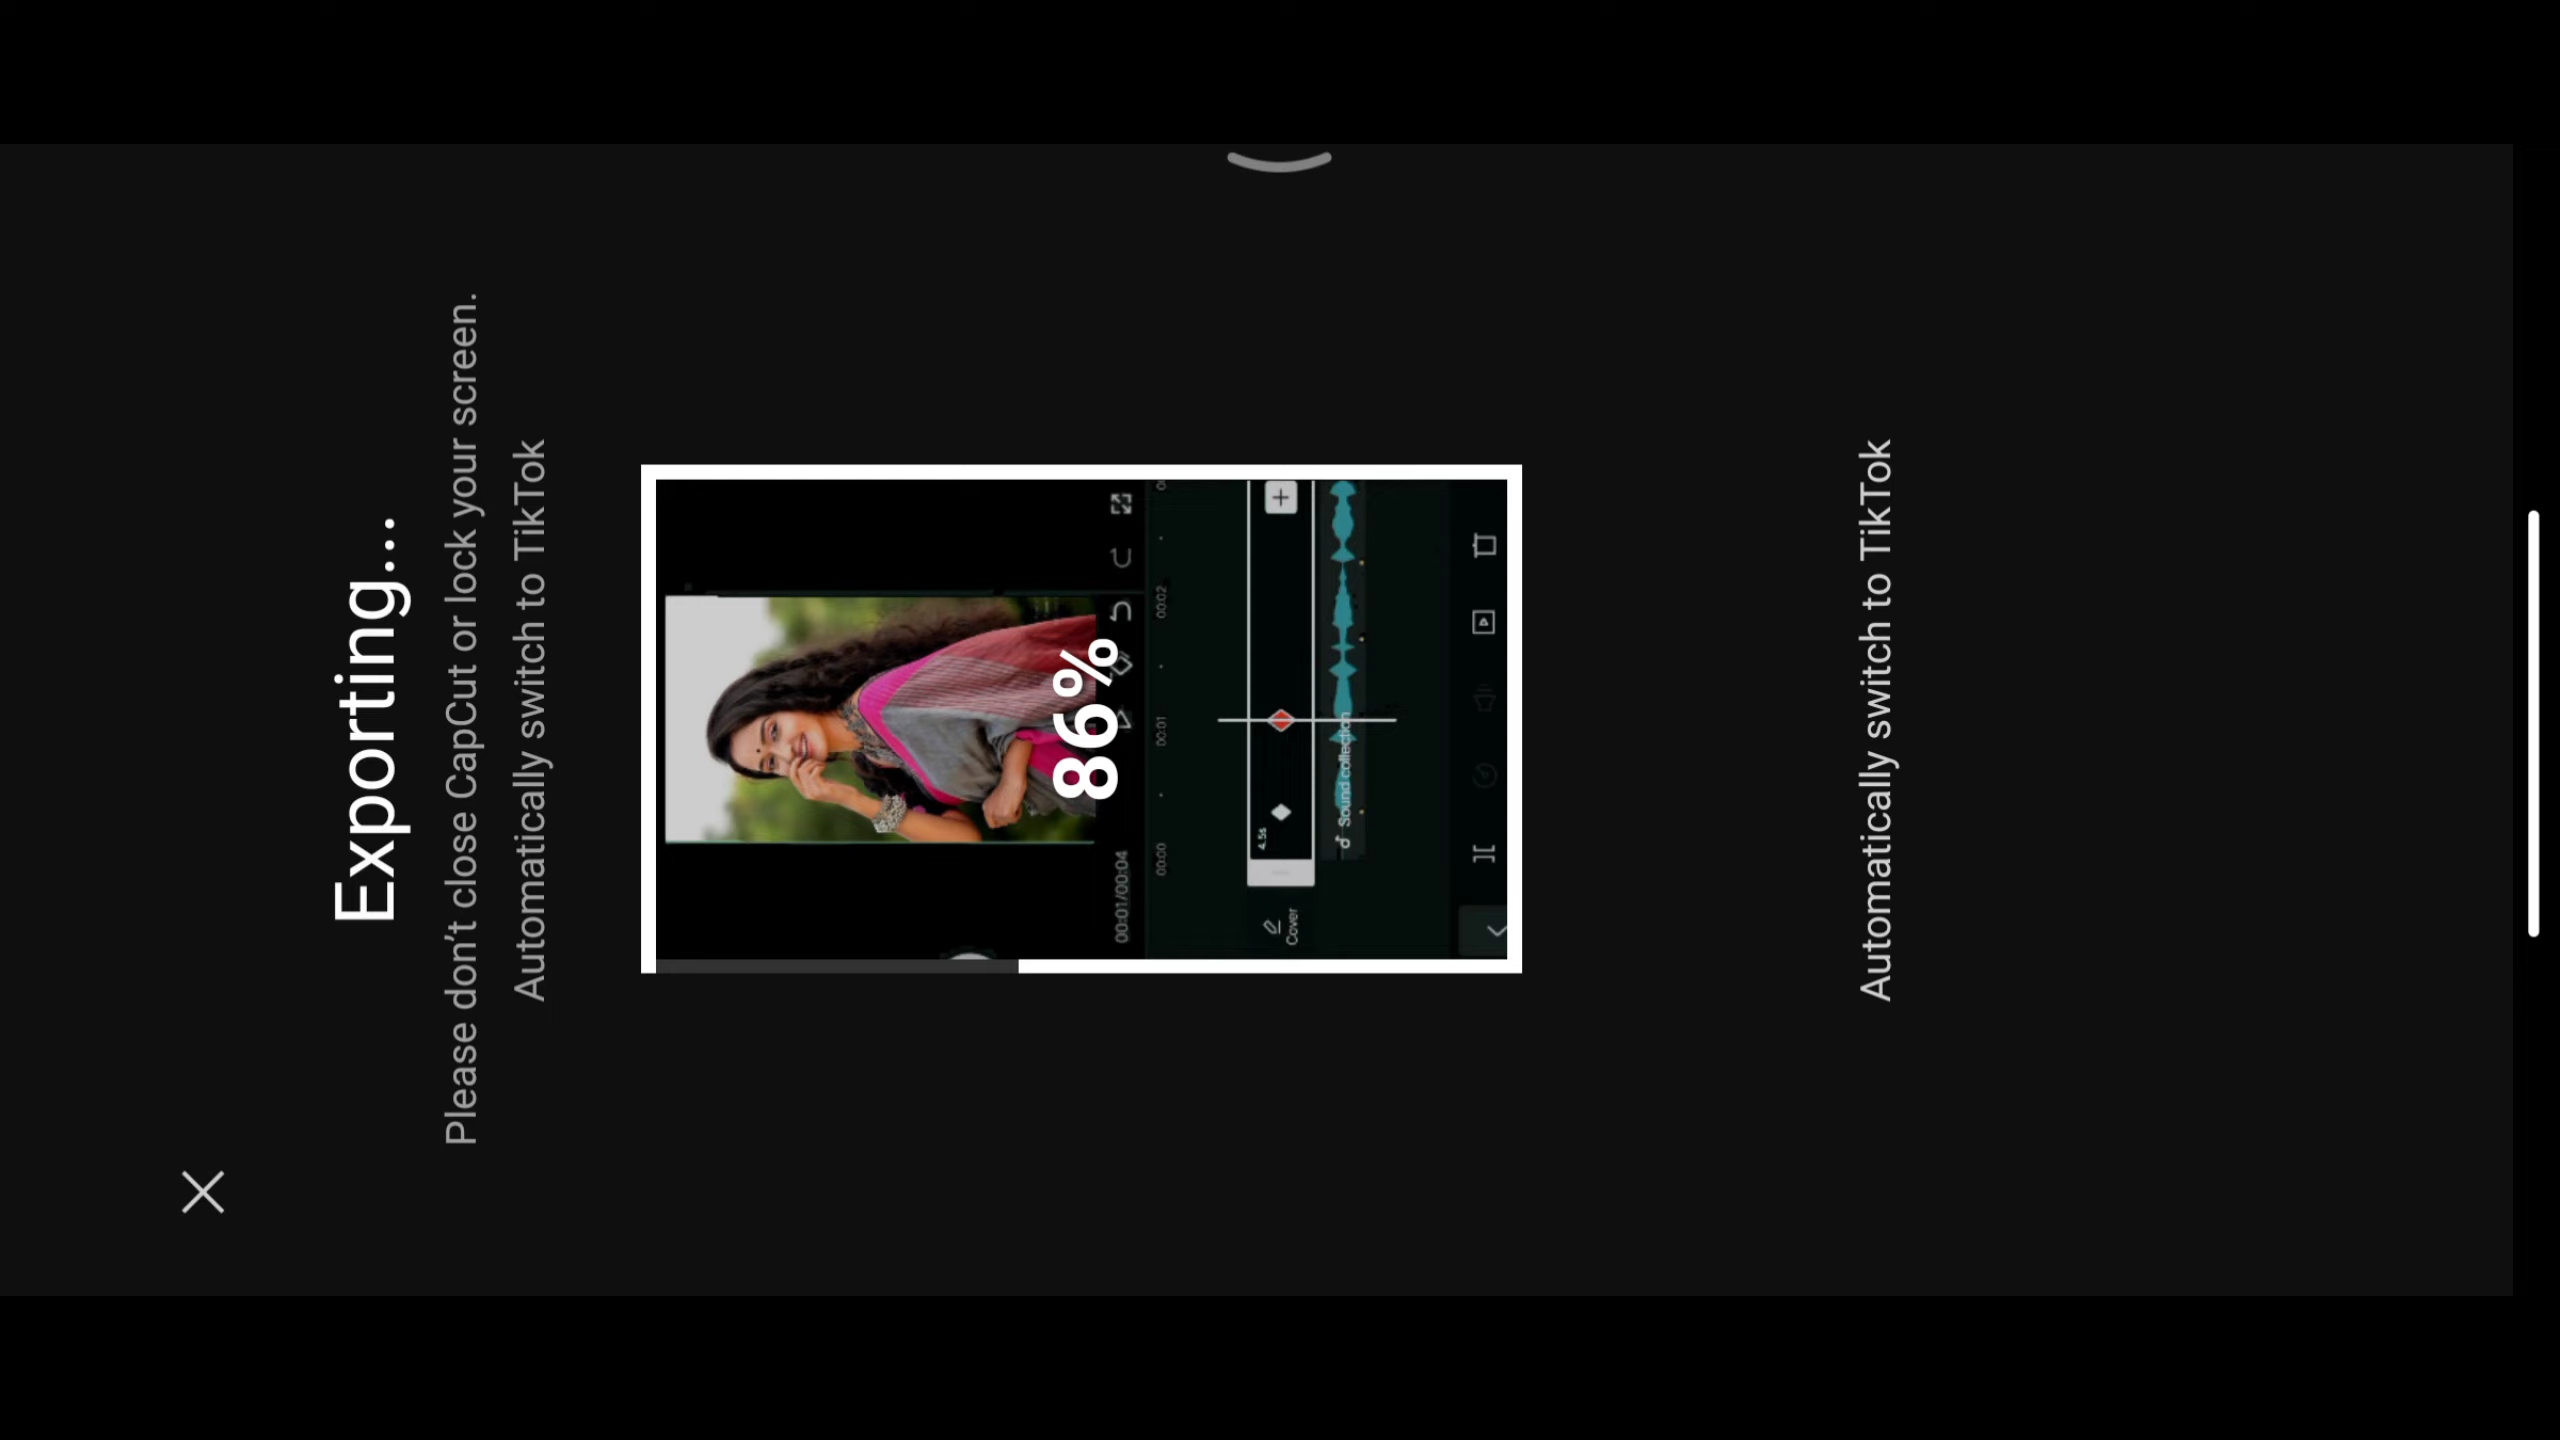 Exporting...
Please don't close CapCut or lock your screen.
Automatically switch to TikTok
86%
00:01/00:04
00:00
00:01
00:02
Cover
4.5s
Sound collection
Automatically switch to TikTok